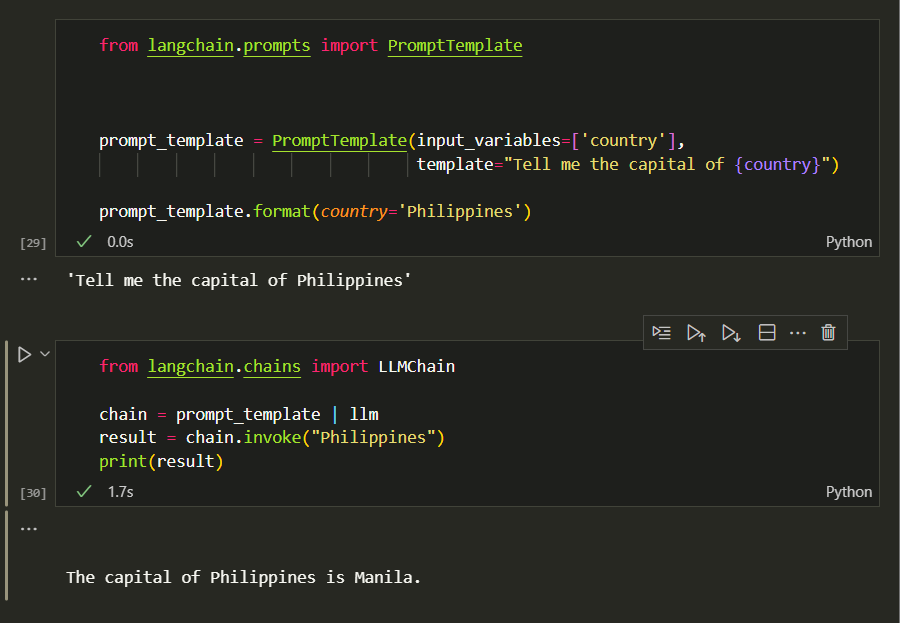 from langchain.prompts import PromptTemplate
prompt_template = PromptTemplate(input_variables=['country'],
template="Tell me the capital of {country}")
prompt_template.format(country='Philippines')
[29]
0.0s
Python
'Tell me the capital of Philippines'
from langchain.chains import LLMChain
chain = prompt_template | llm
result = chain.invoke("Philippines")
print(result)
[30]
1.7s
Python
The capital of Philippines is Manila.